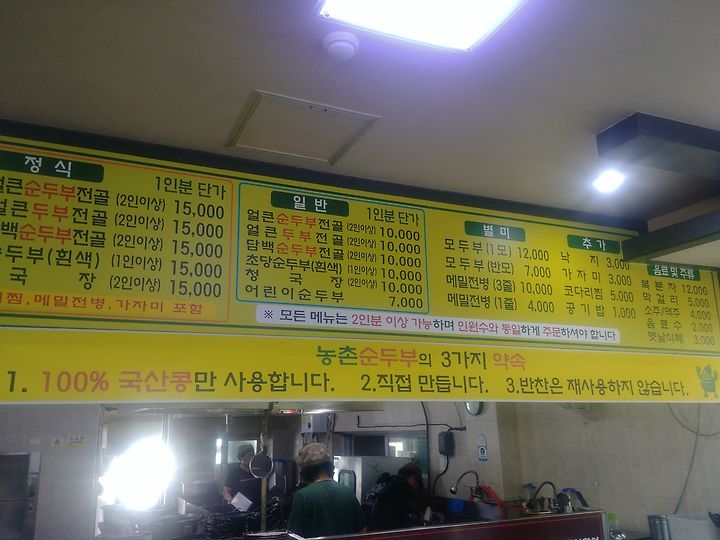 정식
1인분 단가
얼큰순두부전골 (2인이상) 15,000
얼큰두부전골 (2인이상) 15,000
담백순두부전골 (2인이상) 15,000
순두부(흰색) (1인이상) 15,000
국장 (2인이상) 15,000
찜,메밀전병,가자미 포함
일반
1인분 단가
얼큰순두부전골 (2인이상) 10,000
얼큰두부전골 (2인이상) 10,000
담백순두부전골 (2인이상) 10,000
초당순두부(흰색) (1인이상) 10,000
청국장 (2인이상) 10,000
어린이순두부 7,000
별미
모두부(1모) 12,000
모두부(반모) 7,000
메밀전병(3줄) 10,000
메밀전병(1줄) 4,000
추가
낙지 3,000
가자미 3,000
코다리찜 5,000
공기밥 1,000
음료 및 주류
복분자 12,000
막걸리 5,000
소주/맥주 4,000
음료수 2,000
옛날식혜 3,000
※ 모든 메뉴는 2인분 이상 가능하며 인원수와 동일하게 주문하셔야 합니다
농촌순두부의 3가지 약속
1. 100% 국산콩만 사용합니다. 2.직접 만듭니다. 3.반찬은 재사용하지 않습니다.